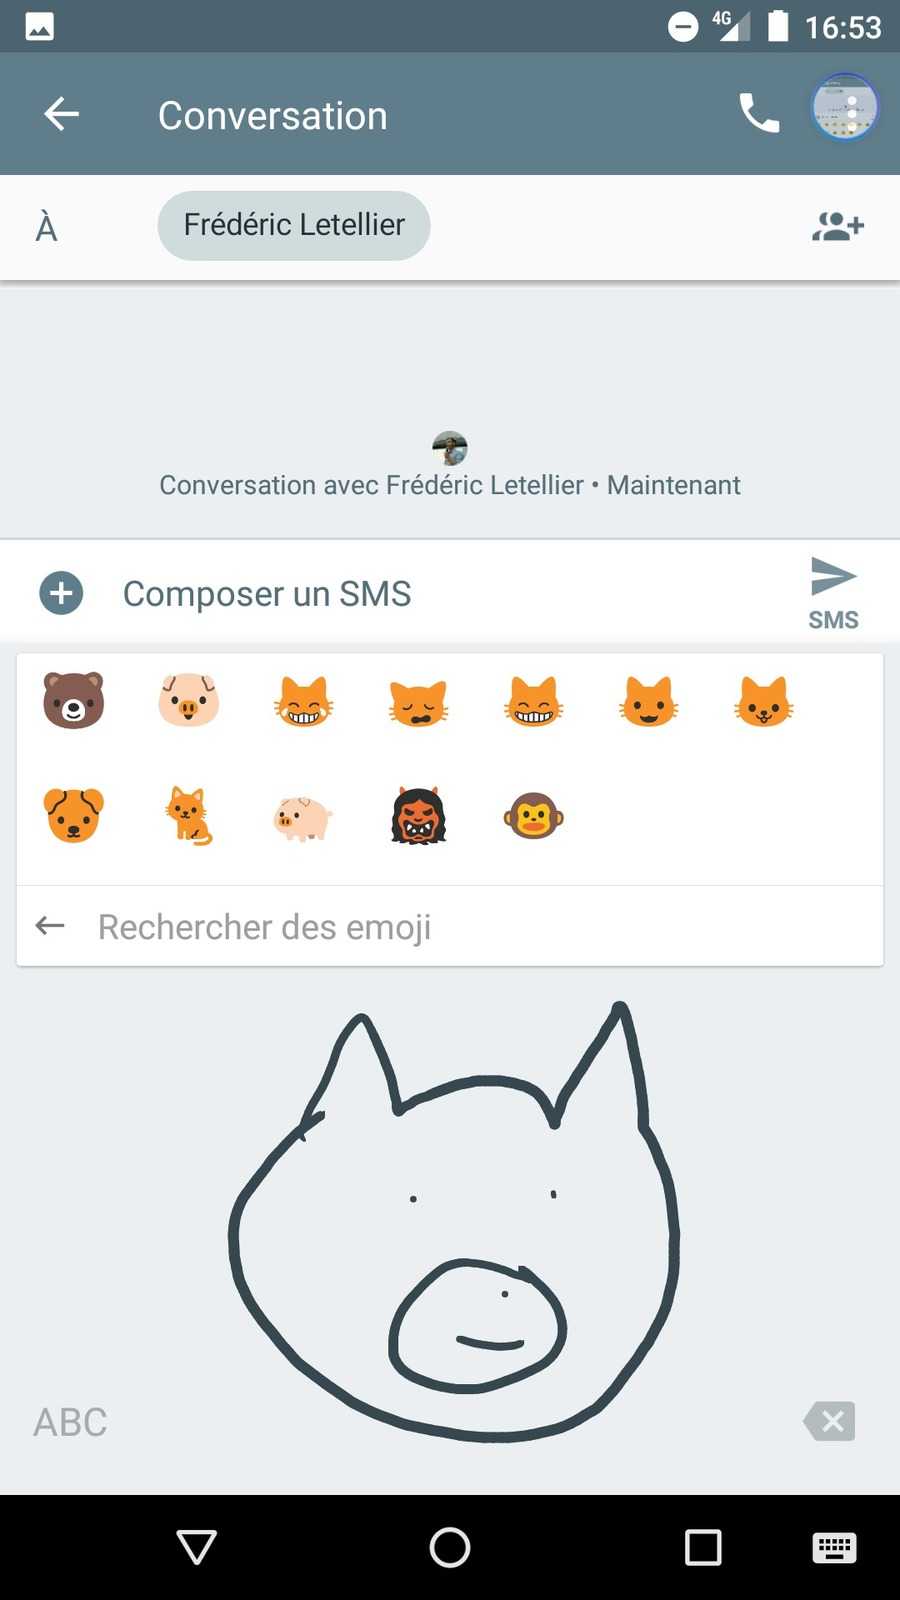 4G 16:53
Conversation
À Frédéric Letellier
Conversation avec Frédéric Letellier • Maintenant
Composer un SMS
SMS
Rechercher des emoji
ABC